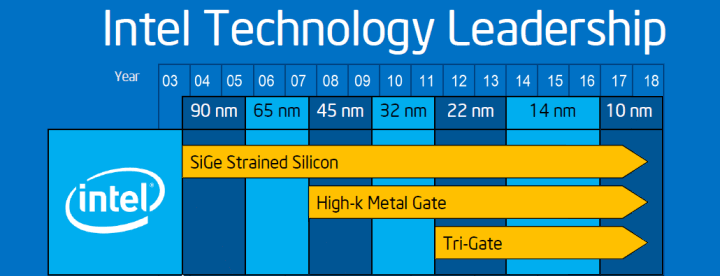 Intel Technology Leadership
Year 03 04 05 06 07 08 09 10 11 12 13 14 15 16 17 18
90 nm 65 nm 45 nm 32 nm 22 nm 14 nm 10 nm
SiGe Strained Silicon
intel
High-k Metal Gate
Tri-Gate